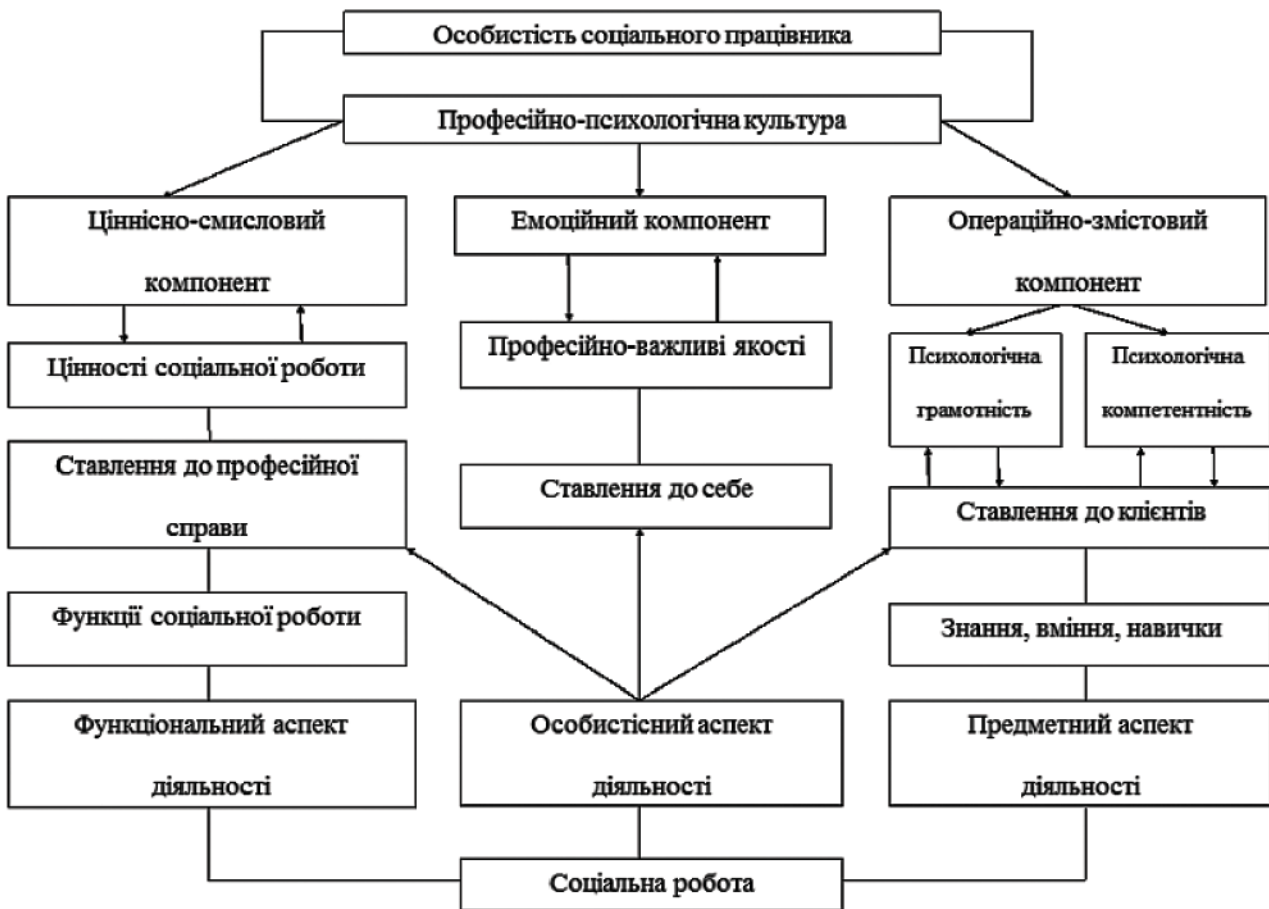 Особистість соціального працівника
Професійно-психологічна культура
Ціннісно-смисловий
компонент
Емоційний компонент
Операційно-змістовий
компонент
Цінності соціальної роботи
Професійно-важливі якості
Психологічна
грамотність
Психологічна
компетентність
Ставлення до професійної
справи
Ставлення до себе
Ставлення до клієнтів
Функції соціальної роботи
Знання, вміння, навички
Функціональний аспект
діяльності
Особистісний аспект
діяльності
Предметний аспект
діяльності
Соціальна робота